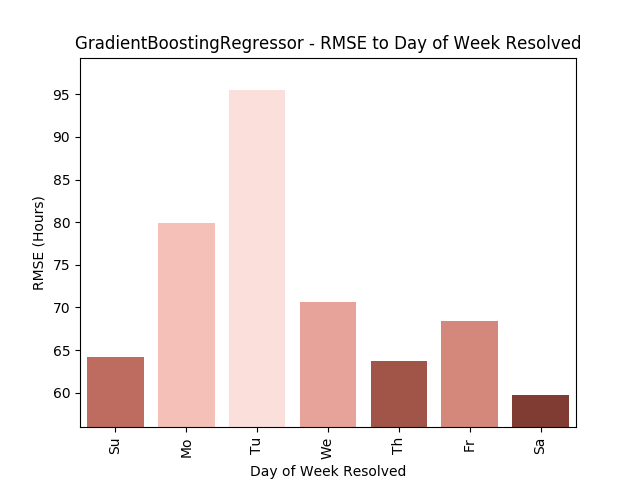 GradientBoostingRegressor - RMSE to Day of Week Resolved
95
90
85
80
75
70
65
60
RMSE (Hours)
Su
Mo
Tu
We
Th
Fr
Sa
Day of Week Resolved